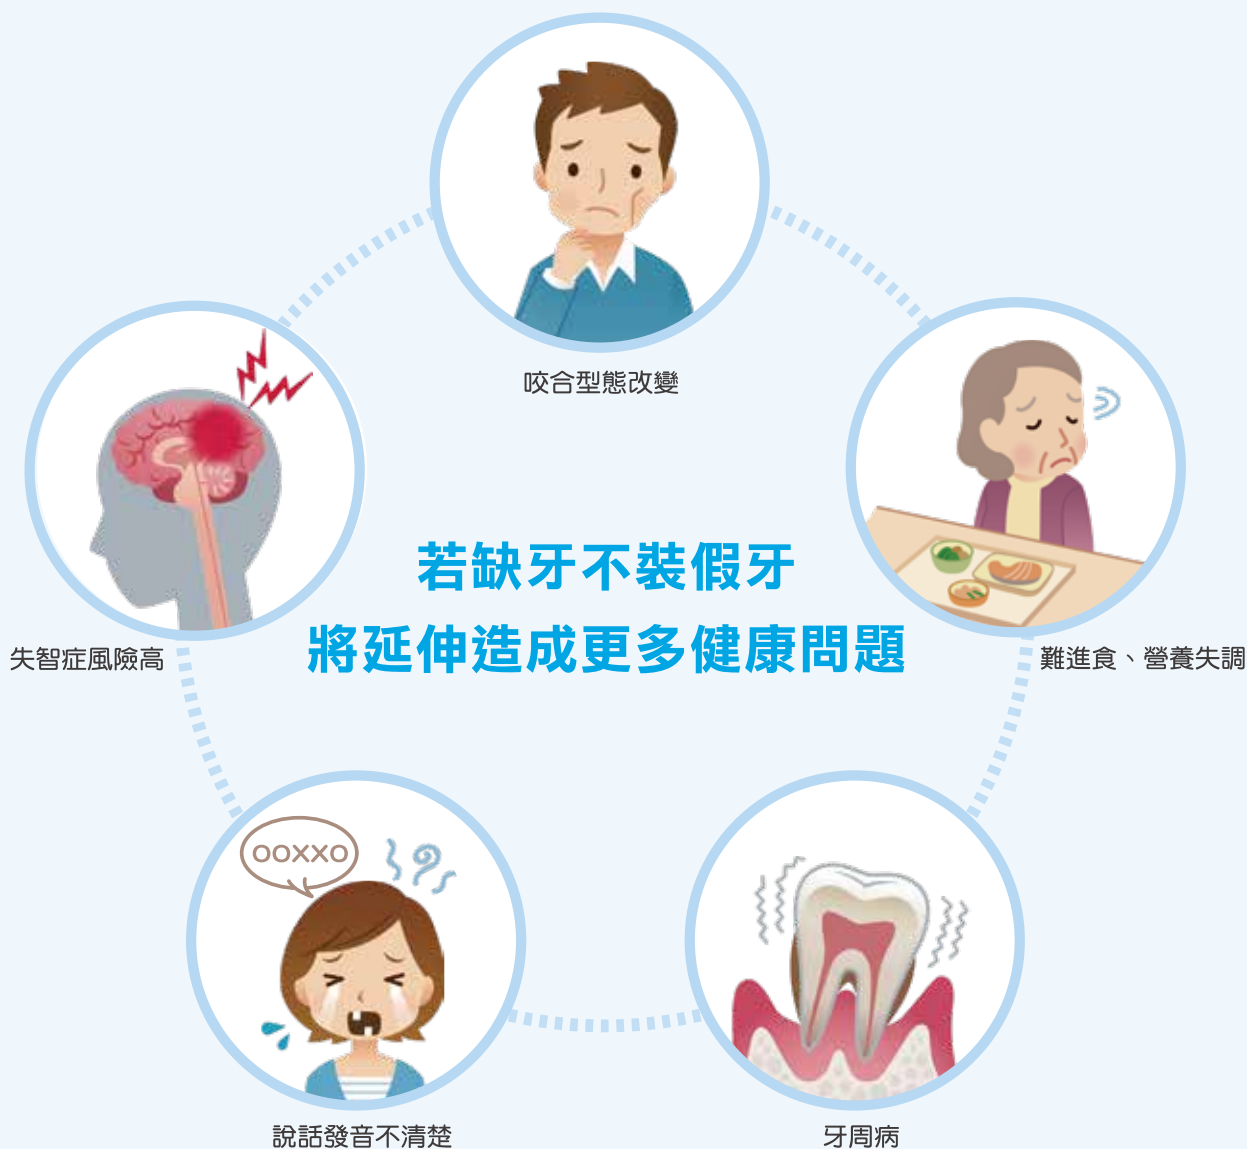 咬合型態改變
若缺牙不裝假牙
將延伸造成更多健康問題
失智症風險高
難進食、營養失調
OOXXO
說話發音不清楚
牙周病